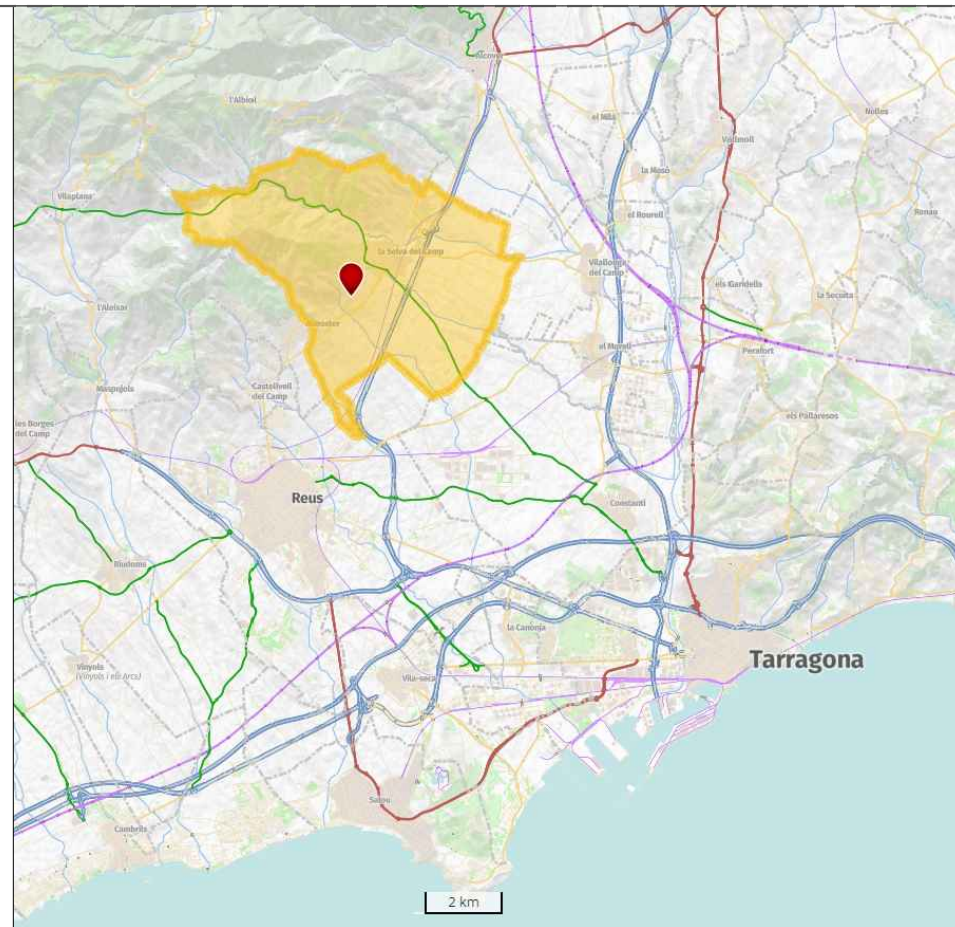 Alcover
l'Albiol
el Milà
Vallmoll
Nulles
la Masó
Vilaplana
el Rourell
Renau
la Selva del Camp
Vilallonga
del Camp
els Garidells
la Secuita
l'Aleixar
Almoster
el Morell
Perafort
Maspujols
Castellvell
del Camp
els Pallaresos
les Borges
del Camp
Reus
Constantí
Riudoms
la Canonja
Vinyols
(Vinyols i els Arcs)
Vila-seca
Tarragona
Salou
Cambrils
2 km